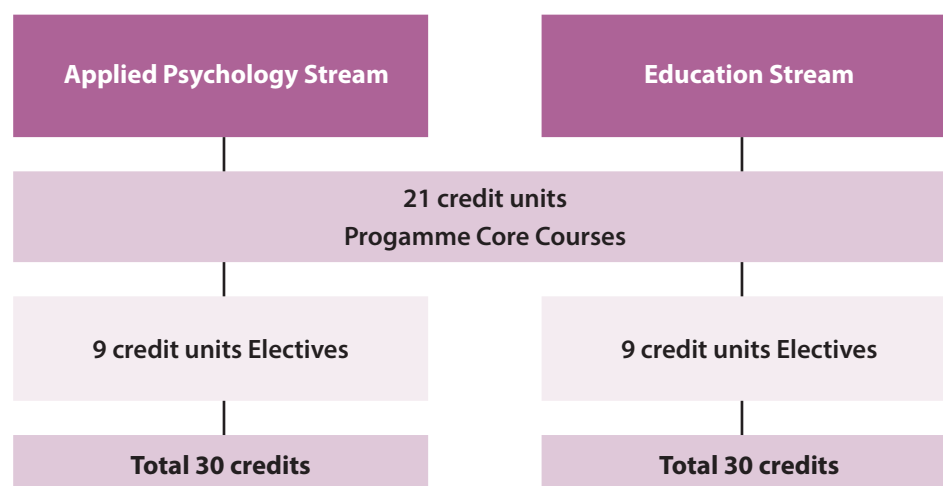 Applied Psychology Stream
Education Stream
21 credit units
Progamme Core Courses
9 credit units Electives
9 credit units Electives
Total 30 credits
Total 30 credits